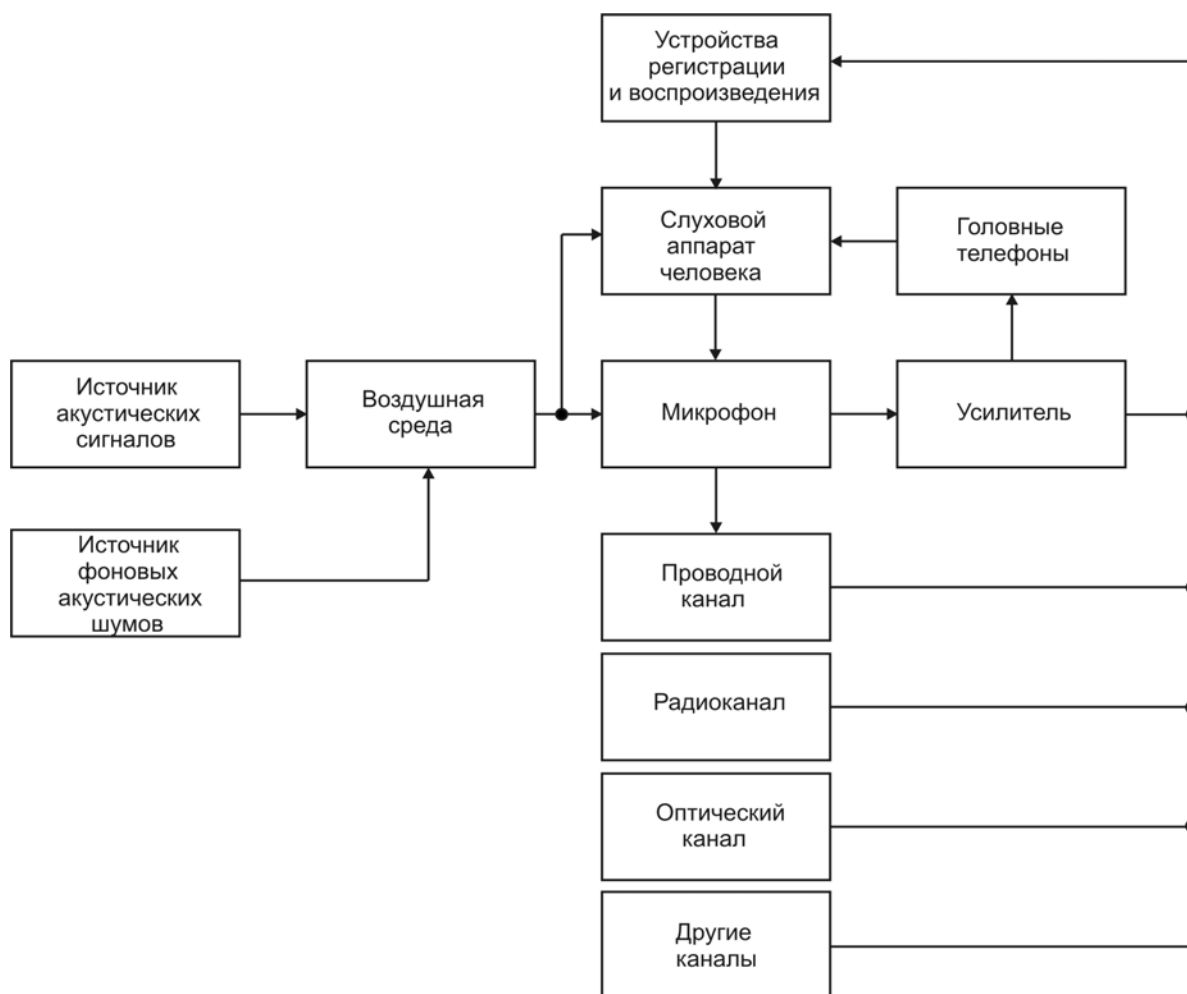 Устройства
регистрации
и воспроизведения
Слуховой
аппарат
человека
Головные
телефоны
Источник
акустических
сигналов
Воздушная
среда
Микрофон
Усилитель
Источник
фоновых
акустических
шумов
Проводной
канал
Радиоканал
Оптический
канал
Другие
каналы